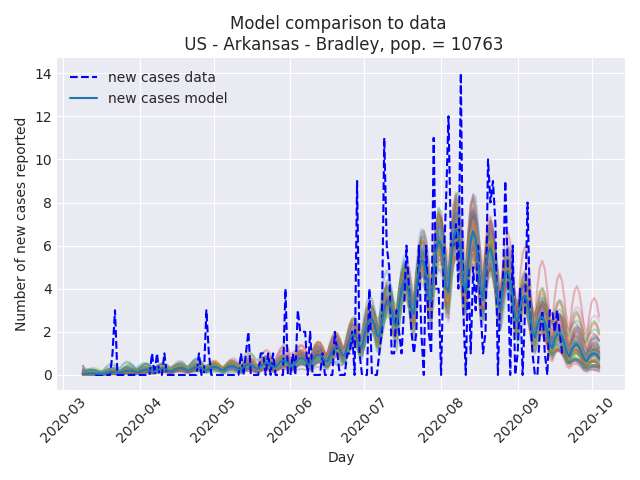 Model comparison to data
US - Arkansas - Bradley, pop. = 10763
new cases data
new cases model
Number of new cases reported
14
12
10
8
6
4
2
0
2020-03
2020-04
2020-05
2020-06
2020-07
2020-08
2020-09
2020-10
Day